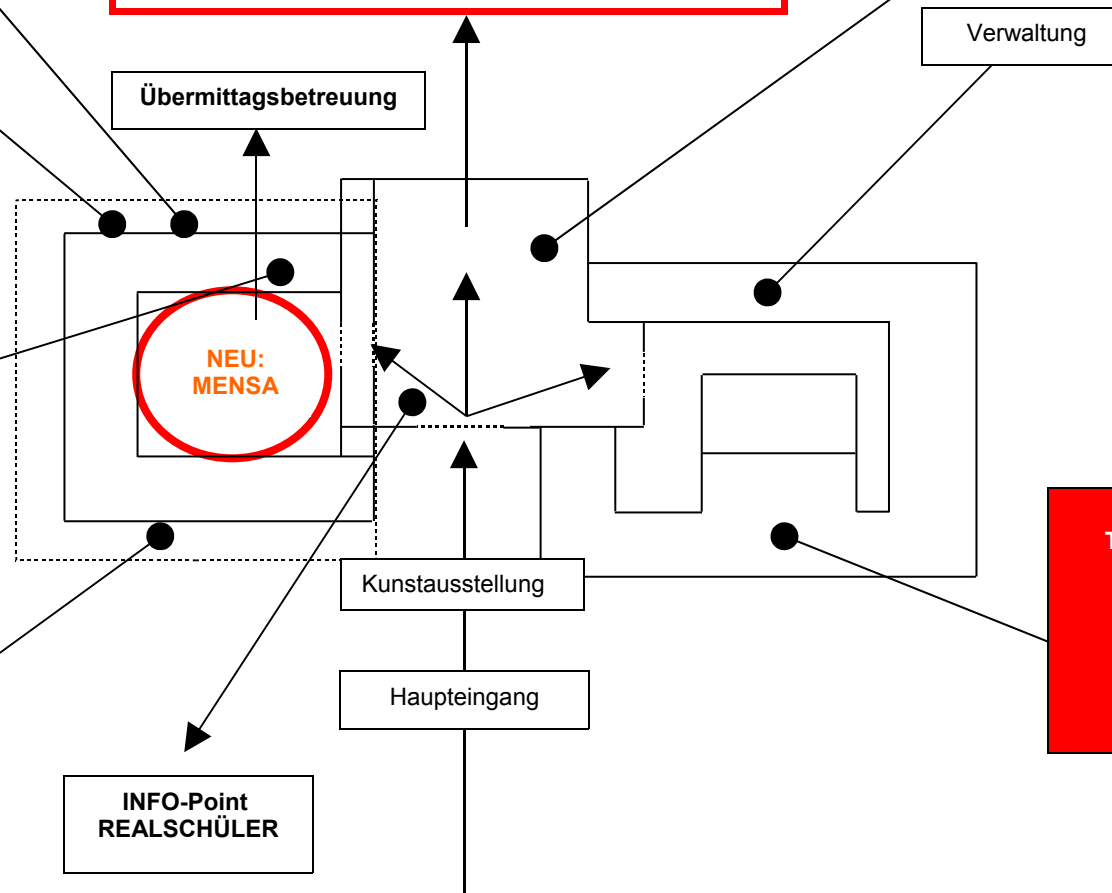 Verwaltung
Übermittagsbetreuung
NEU:
MENSA
T
Kunstausstellung
Haupteingang
INFO-Point
REALSCHÜLER